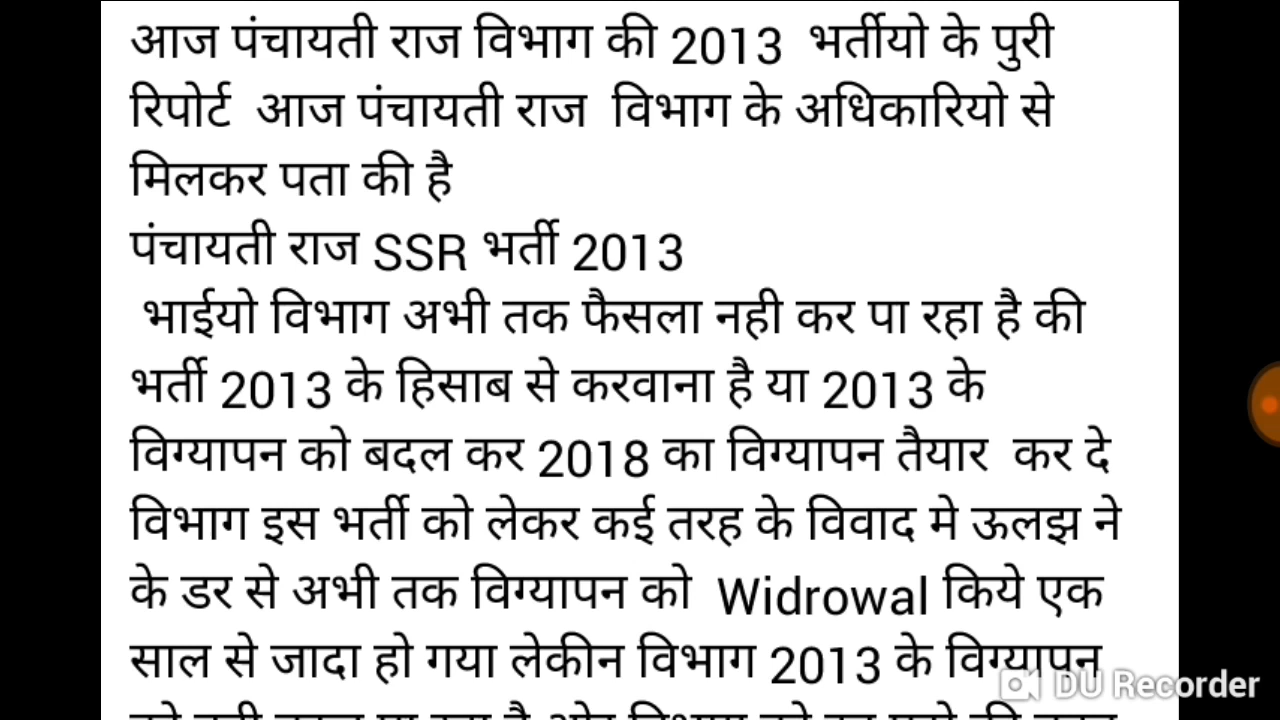 आज पंचायती राज विभाग की 2013 भर्तीयो के पुरी
रिपोर्ट आज पंचायती राज विभाग के अधिकारियो से
मिलकर पता की है
पंचायती राज SSR भर्ती 2013
भाईयो विभाग अभी तक फैसला नही कर पा रहा है की
भर्ती 2013 के हिसाब से करवाना है या 2013 के
विग्यापन को बदल कर 2018 का विग्यापन तैयार कर दे
विभाग इस भर्ती को लेकर कई तरह के विवाद मे ऊलझ ने
के डर से अभी तक विग्यापन को Widrowal किये एक
साल से जादा हो गया लेकीन विभाग 2013 के विग्यापन
DU Recorder